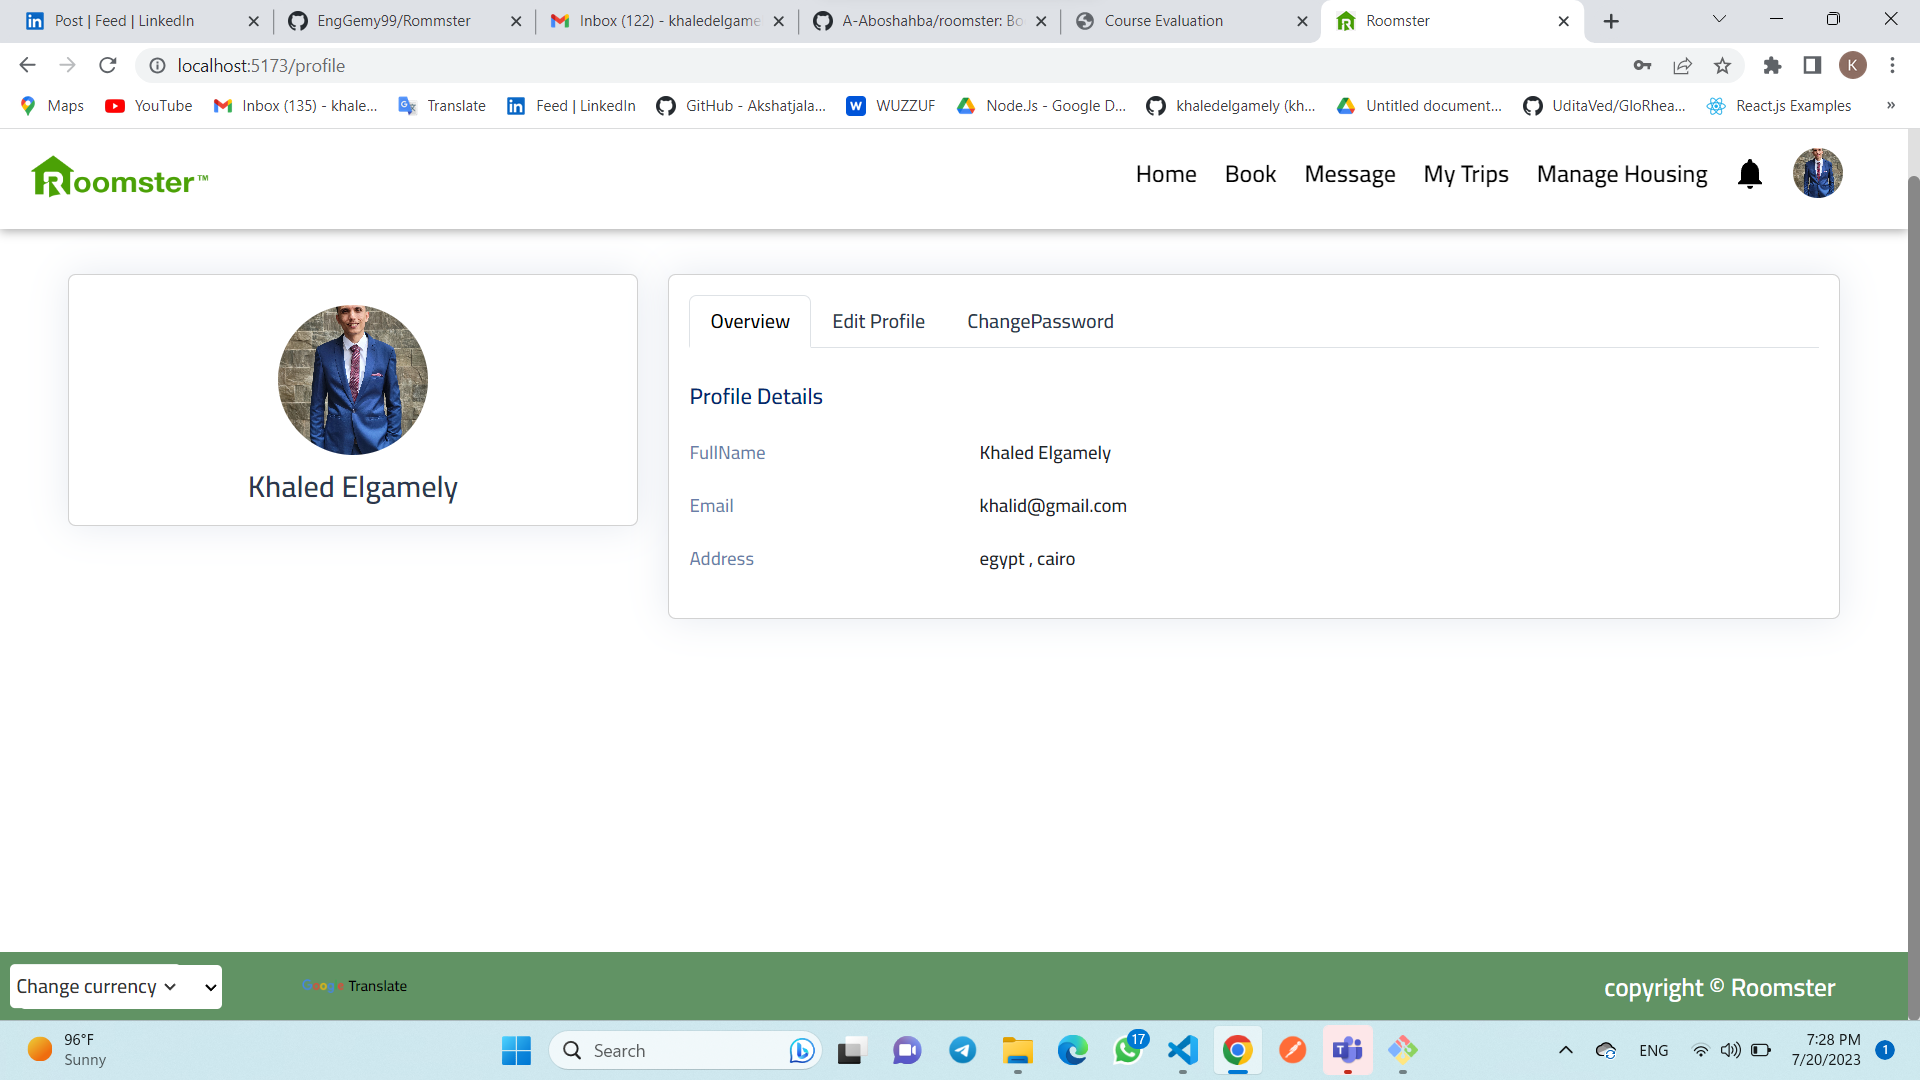 Post | Feed | LinkedIn
EngGemy99/Rommster
Inbox (122) - khaledelgame
A-Aboshahba/roomster: Bo
Course Evaluation
Roomster
localhost:5173/profile
K
Maps
YouTube
Inbox (135) - khale...
Translate
Feed | LinkedIn
GitHub - Akshatjala...
WUZZUF
Node.Js - Google D...
khaledelgamely (kh...
Untitled document...
UditaVed/GloRhea...
React.js Examples
»
Roomster™
Home
Book
Message
My Trips
Manage Housing
Khaled Elgamely
Overview
Edit Profile
ChangePassword
Profile Details
FullName
Khaled Elgamely
Email
khalid@gmail.com
Address
egypt , cairo
Change currency
Google Translate
copyright © Roomster
96°F
Sunny
Search
17
ENG
7:28 PM
7/20/2023
1